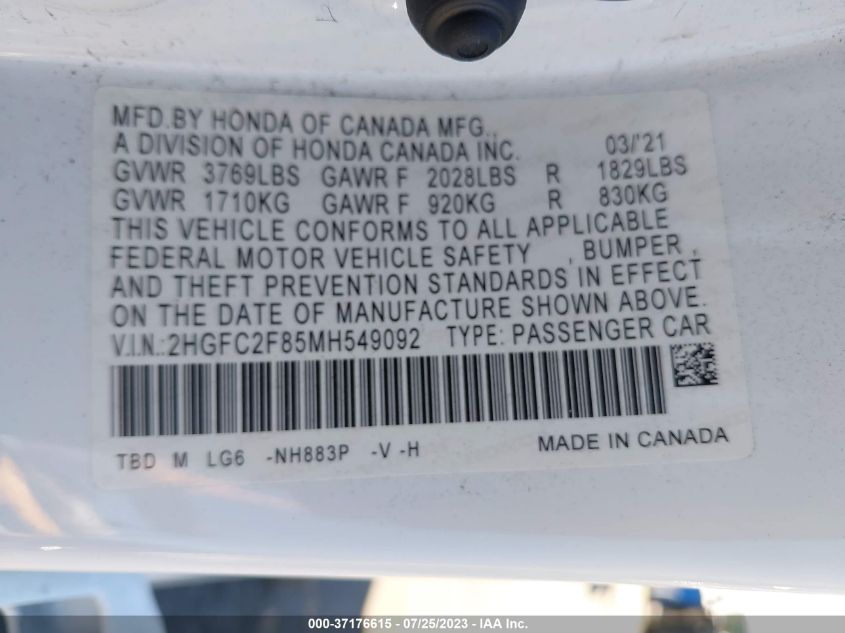 MFD.BY HONDA OF CANADA MFG.,
A DIVISION OF HONDA CANADA INC. 03/'21
GVWR 3769LBS GAWR F 2028LBS R 1829LBS
GVWR 1710KG GAWR F 920KG R 830KG
THIS VEHICLE CONFORMS TO ALL APPLICABLE
FEDERAL MOTOR VEHICLE SAFETY , BUMPER ,
AND THEFT PREVENTION STANDARDS IN EFFECT
ON THE DATE OF MANUFACTURE SHOWN ABOVE.
V.I.N.:2HGFC2F85MH549092 TYPE: PASSENGER CAR
TBD M LG6 -NH883P -V -H MADE IN CANADA
000-37176615 - 07/25/2023 - IAA Inc.